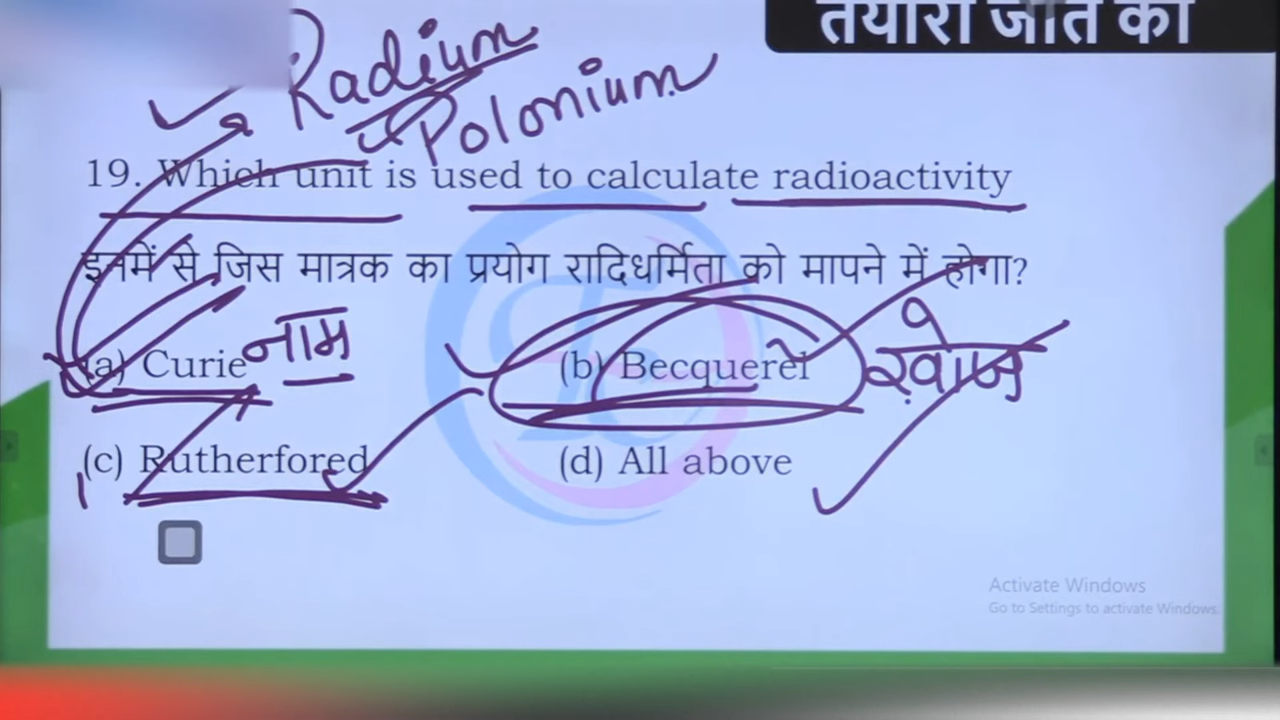 तैयारी जीत की
Radium
Polonium
19. Which unit is used to calculate radioactivity
इनमें से जिस मात्रक का प्रयोग रादिधर्मिता को मापने में होगा?
(a) Curie नाम
(b) Becquerel खोज
(c) Rutherfored
(d) All above
Activate Windows
Go to Settings to activate Windows.